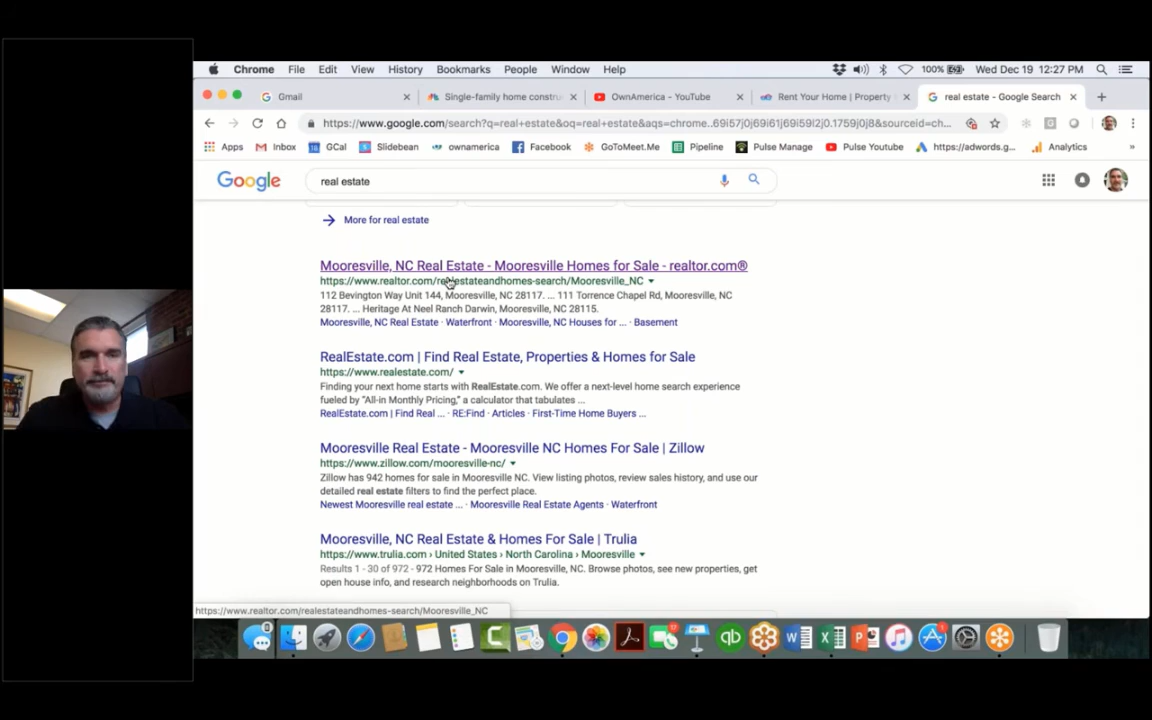 Chrome File Edit View History Bookmarks People Window Help 100% Wed Dec 19 12:27 PM
Gmail Single-family home constru OwnAmerica - YouTube Rent Your Home | Property real estate - Google Search
https://www.google.com/search?q=real+estate&oq=real+estate&aqs=chrome..69i57j0j69i61j69i59l2j0.1759j0j8&sourceid=ch...
Apps Inbox GCal Slidebean ownamerica Facebook GoToMeet.Me Pipeline Pulse Manage Pulse Youtube https://adwords.g... Analytics »
Google real estate
More for real estate
Mooresville, NC Real Estate - Mooresville Homes for Sale - realtor.com®
https://www.realtor.com/realestateandhomes-search/Mooresville_NC
112 Bevington Way Unit 144, Mooresville, NC 28117. ... 111 Torrence Chapel Rd, Mooresville, NC
28117. ... Heritage At Neel Ranch Darwin, Mooresville, NC 28115.
Mooresville, NC Real Estate · Waterfront · Mooresville, NC Houses for ... · Basement
RealEstate.com | Find Real Estate, Properties & Homes for Sale
https://www.realestate.com/
Finding your next home starts with RealEstate.com. We offer a next-level home search experience
fueled by "All-in Monthly Pricing," a calculator that tabulates ...
RealEstate.com | Find Real ... · RE:Find · Articles · First-Time Home Buyers ...
Mooresville Real Estate - Mooresville NC Homes For Sale | Zillow
https://www.zillow.com/mooresville-nc/
Zillow has 942 homes for sale in Mooresville NC. View listing photos, review sales history, and use our
detailed real estate filters to find the perfect place.
Newest Mooresville real estate ... · Mooresville Real Estate Agents · Waterfront
Mooresville, NC Real Estate & Homes For Sale | Trulia
https://www.trulia.com › United States › North Carolina › Mooresville
Results 1 - 30 of 972 - 972 Homes For Sale in Mooresville, NC. Browse photos, see new properties, get
open house info, and research neighborhoods on Trulia.
https://www.realtor.com/realestateandhomes-search/Mooresville_NC